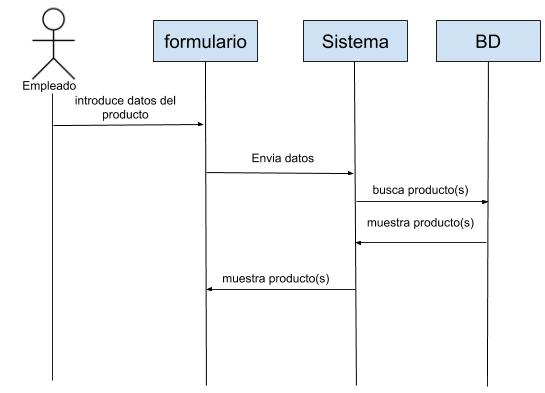 formulario
Sistema
BD
Empleado
introduce datos del
producto
Envia datos
busca producto(s)
muestra producto(s)
muestra producto(s)